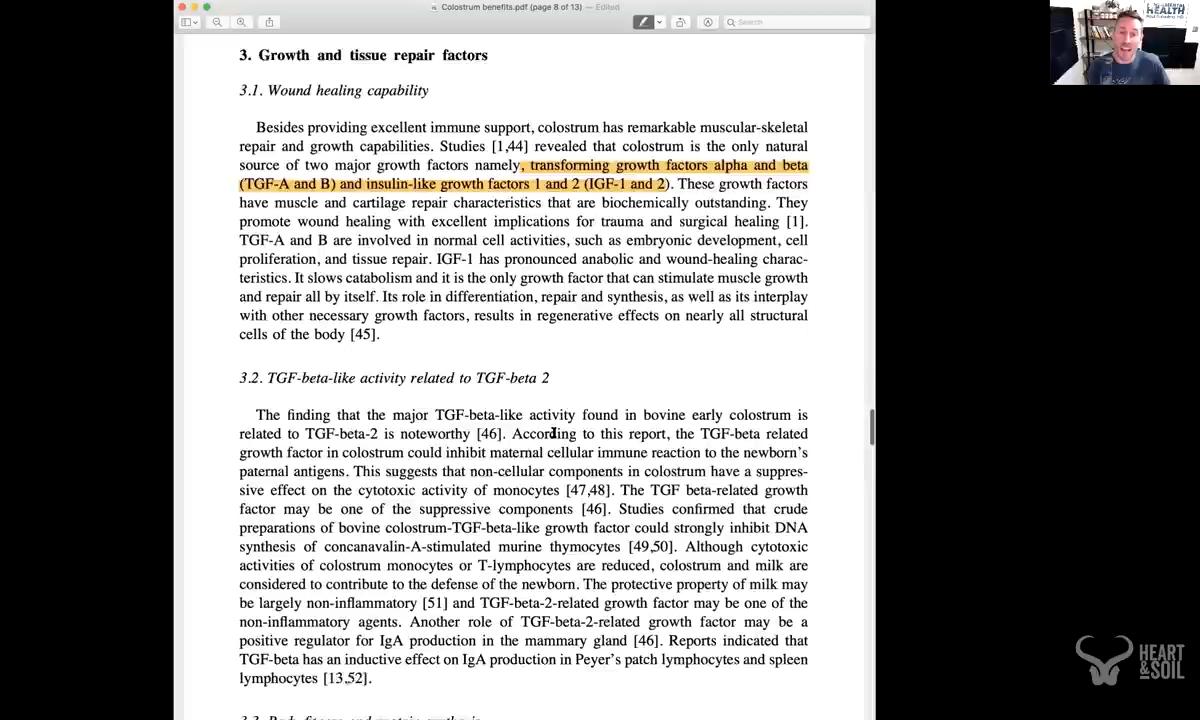 Colostrum benefits.pdf (page 8 of 13) — Edited
Search
HEALTH
3. Growth and tissue repair factors
3.1. Wound healing capability
Besides providing excellent immune support, colostrum has remarkable muscular-skeletal
repair and growth capabilities. Studies [1,44] revealed that colostrum is the only natural
source of two major growth factors namely, transforming growth factors alpha and beta
(TGF-A and B) and insulin-like growth factors 1 and 2 (IGF-1 and 2). These growth factors
have muscle and cartilage repair characteristics that are biochemically outstanding. They
promote wound healing with excellent implications for trauma and surgical healing [1].
TGF-A and B are involved in normal cell activities, such as embryonic development, cell
proliferation, and tissue repair. IGF-1 has pronounced anabolic and wound-healing charac-
teristics. It slows catabolism and it is the only growth factor that can stimulate muscle growth
and repair all by itself. Its role in differentiation, repair and synthesis, as well as its interplay
with other necessary growth factors, results in regenerative effects on nearly all structural
cells of the body [45].
3.2. TGF-beta-like activity related to TGF-beta 2
The finding that the major TGF-beta-like activity found in bovine early colostrum is
related to TGF-beta-2 is noteworthy [46]. According to this report, the TGF-beta related
growth factor in colostrum could inhibit maternal cellular immune reaction to the newborn's
paternal antigens. This suggests that non-cellular components in colostrum have a suppres-
sive effect on the cytotoxic activity of monocytes [47,48]. The TGF beta-related growth
factor may be one of the suppressive components [46]. Studies confirmed that crude
preparations of bovine colostrum-TGF-beta-like growth factor could strongly inhibit DNA
synthesis of concanavalin-A-stimulated murine thymocytes [49,50]. Although cytotoxic
activities of colostrum monocytes or T-lymphocytes are reduced, colostrum and milk are
considered to contribute to the defense of the newborn. The protective property of milk may
be largely non-inflammatory [51] and TGF-beta-2-related growth factor may be one of the
non-inflammatory agents. Another role of TGF-beta-2-related growth factor may be a
positive regulator for IgA production in the mammary gland [46]. Reports indicated that
TGF-beta has an inductive effect on IgA production in Peyer's patch lymphocytes and spleen
lymphocytes [13,52].
HEART
&SOIL